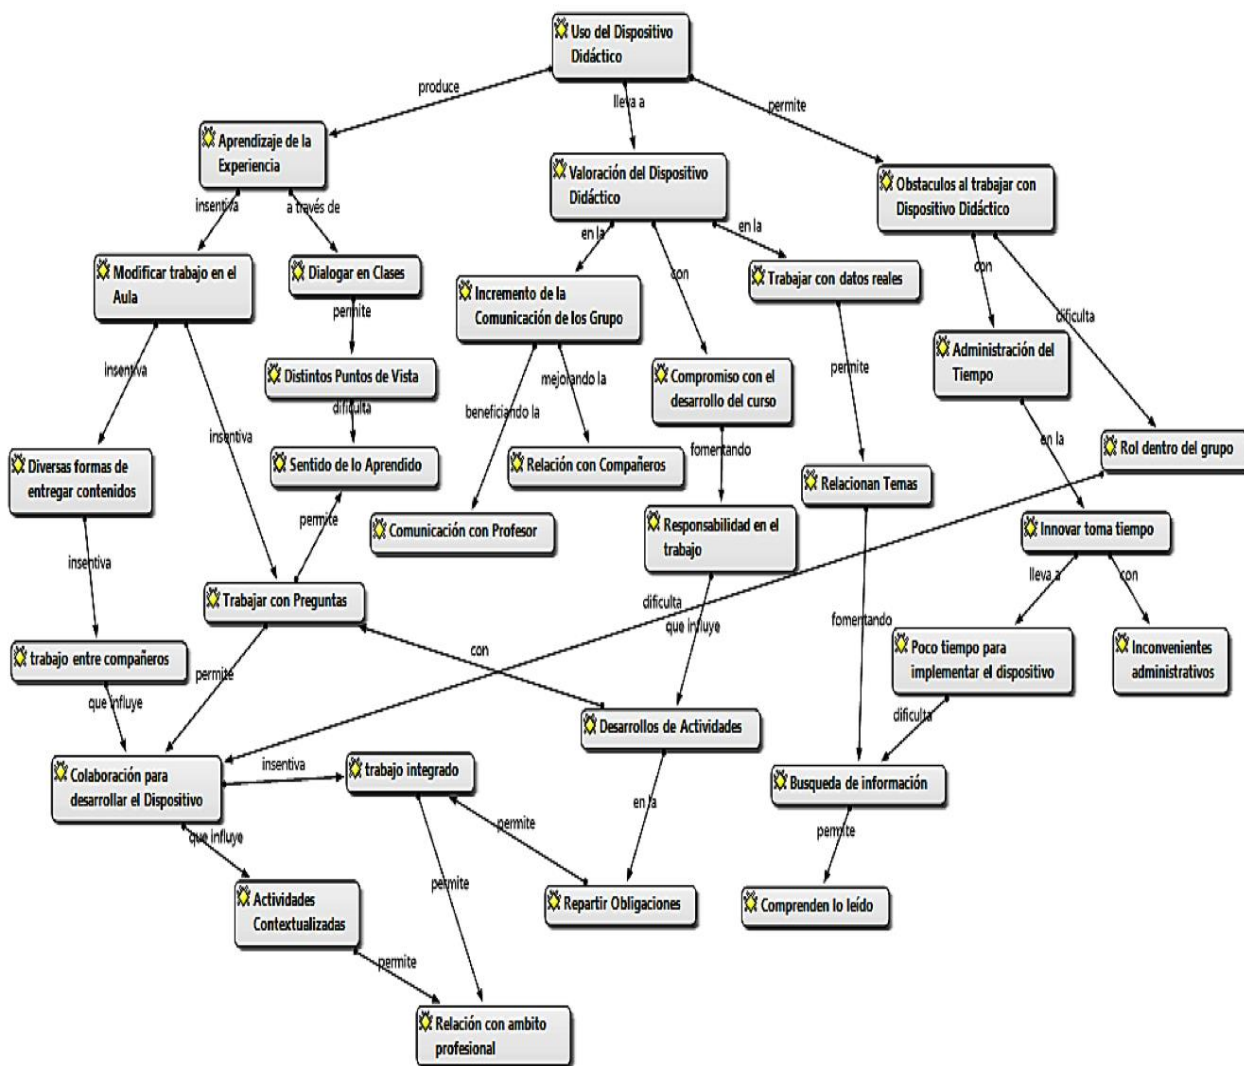 Uso del Dispositivo
Didáctico
produce
lleva a
permite
Aprendizaje de la
Experiencia
Valoración del Dispositivo
Didáctico
Obstaculos al trabajar con
Dispositivo Didáctico
insentiva
a través de
en la
con
en la
con
dificulta
Modificar trabajo en el
Aula
Dialogar en Clases
Incremento de la
Comunicación de los Grupo
Trabajar con datos reales
permite
insentiva
insentiva
Distintos Puntos de Vista
dificulta
beneficiando la
mejorando la
Compromiso con el
desarrollo del curso
permite
Administración del
Tiempo
fomentando
en la
Diversas formas de
entregar contenidos
Sentido de lo Aprendido
Relación con Compañeros
Relacionan Temas
Rol dentro del grupo
permite
Comunicación con Profesor
Responsabilidad en el
trabajo
Innovar toma tiempo
insentiva
lleva a
con
Trabajar con Preguntas
dificulta
que influye
fomentando
trabajo entre compañeros
permite
con
Poco tiempo para
implementar el dispositivo
Inconvenientes
administrativos
que influye
dificulta
Desarrollos de Actividades
Colaboración para
desarrollar el Dispositivo
insentiva
trabajo integrado
en la
Busqueda de información
que influye
permite
permite
permite
Actividades
Contextualizadas
Repartir Obligaciones
Comprenden lo leído
permite
Relación con ambito
profesional